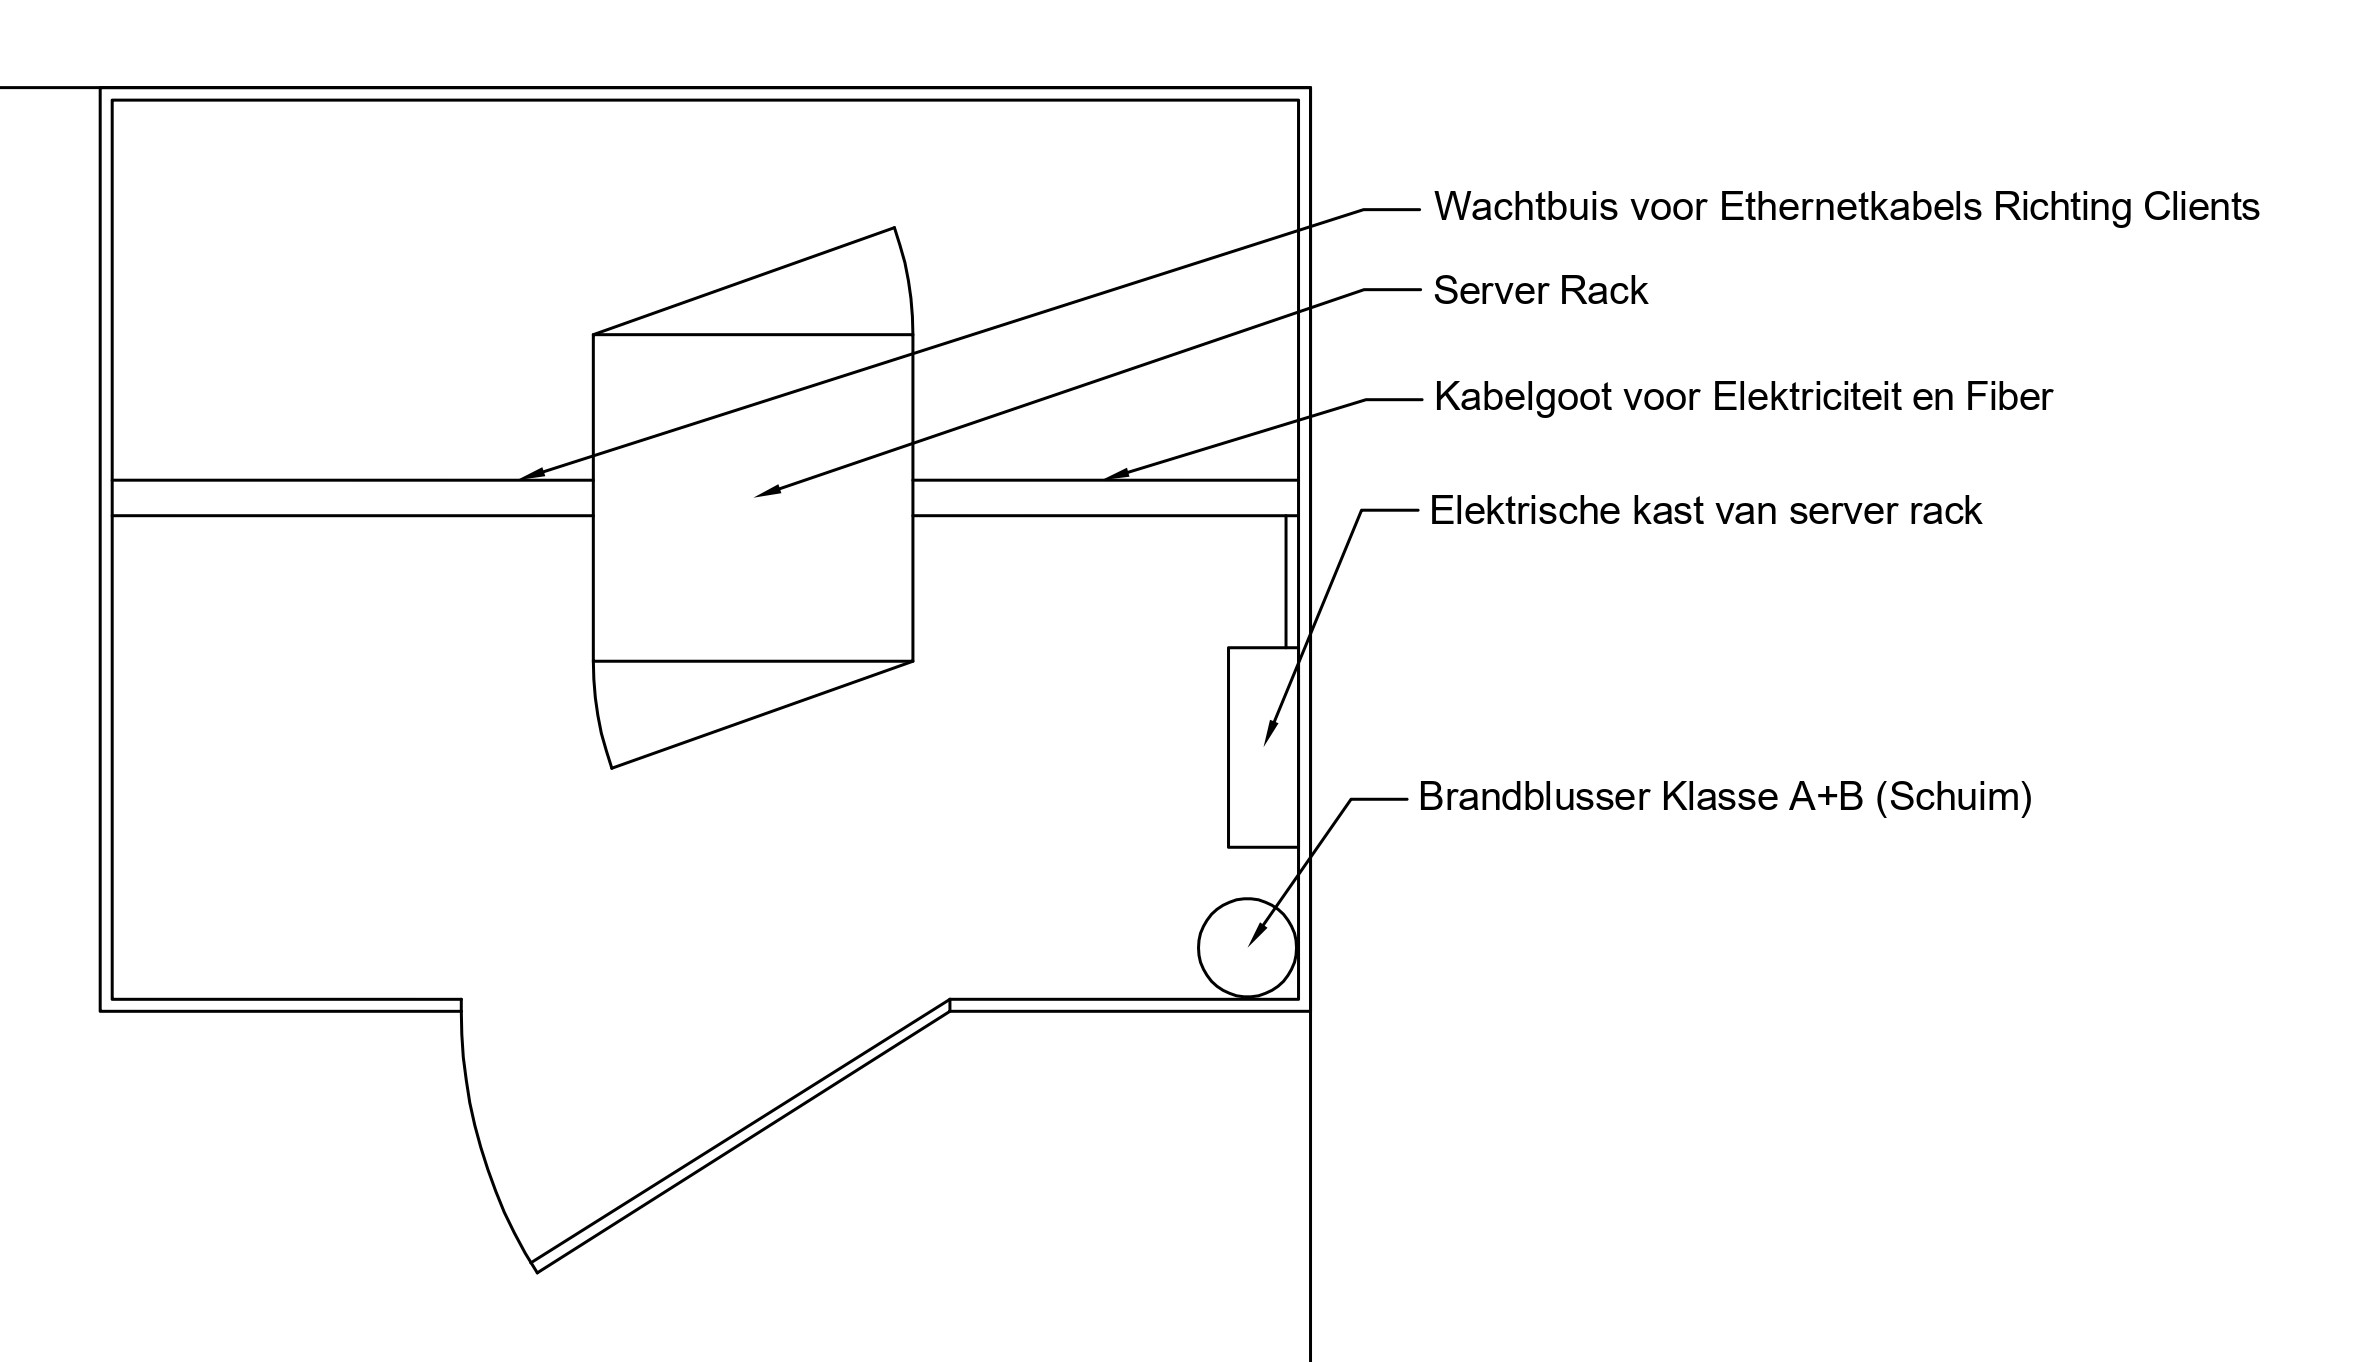 Wachtbuis voor Ethernetkabels Richting Clients
Server Rack
Kabelgoot voor Elektriciteit en Fiber
Elektrische kast van server rack
Brandblusser Klasse A+B (Schuim)